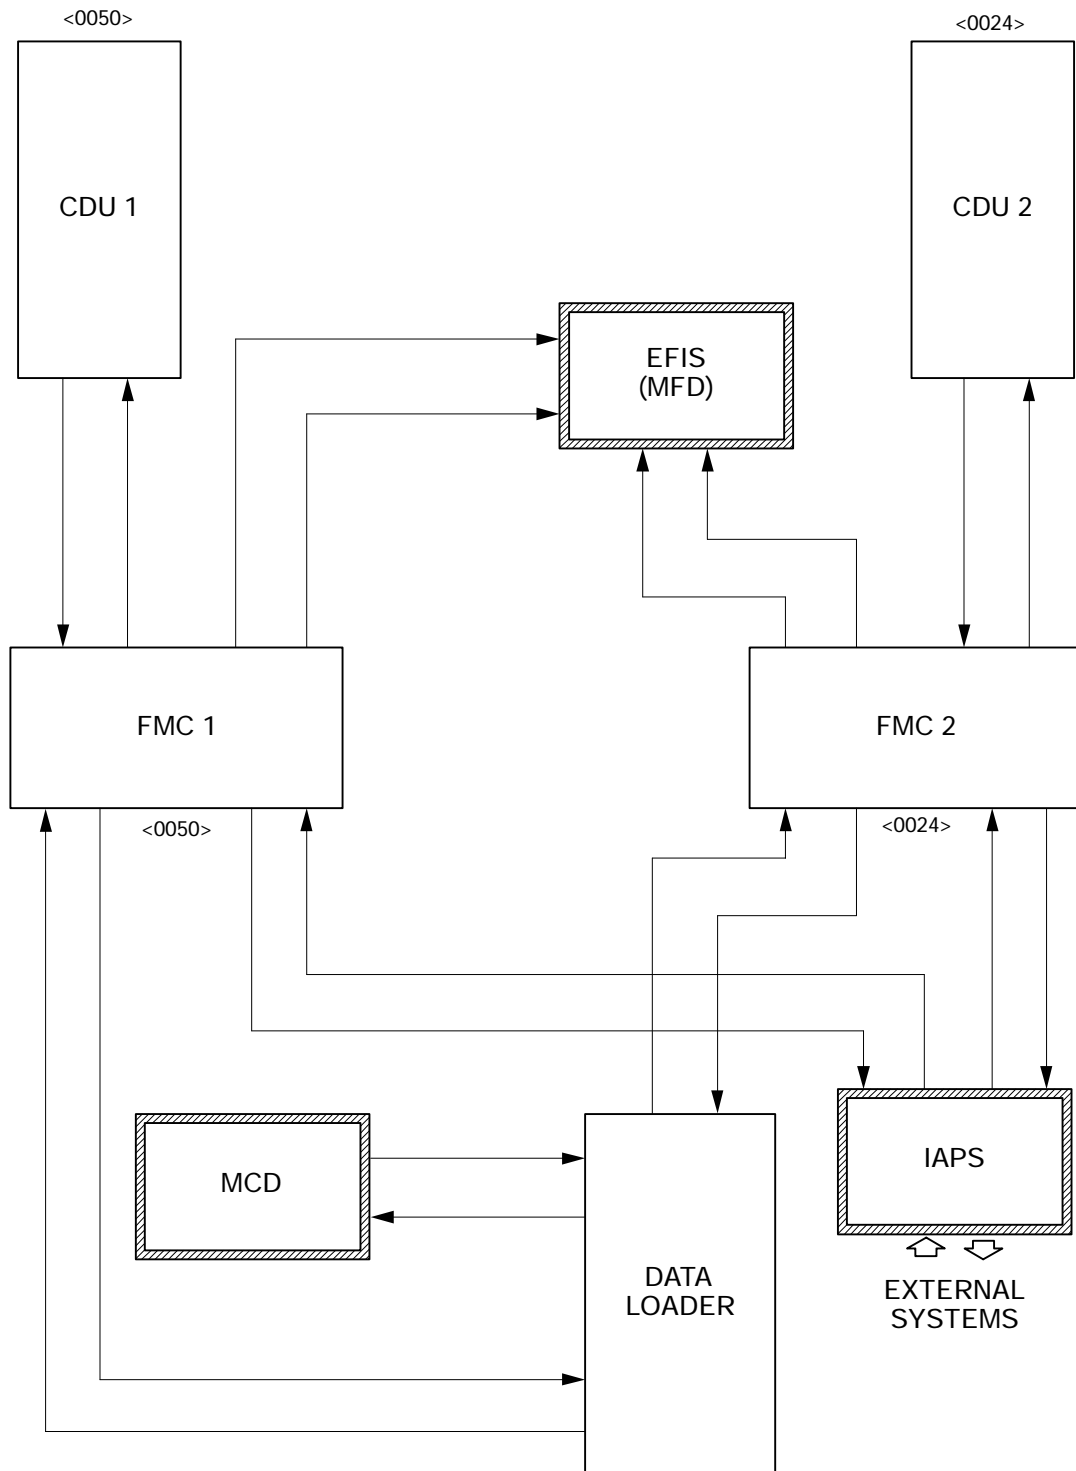 <0050>
<0024>
CDU 1
CDU 2
EFIS
(MFD)
FMC 1
FMC 2
<0050>
<0024>
MCD
IAPS
DATA
LOADER
EXTERNAL
SYSTEMS